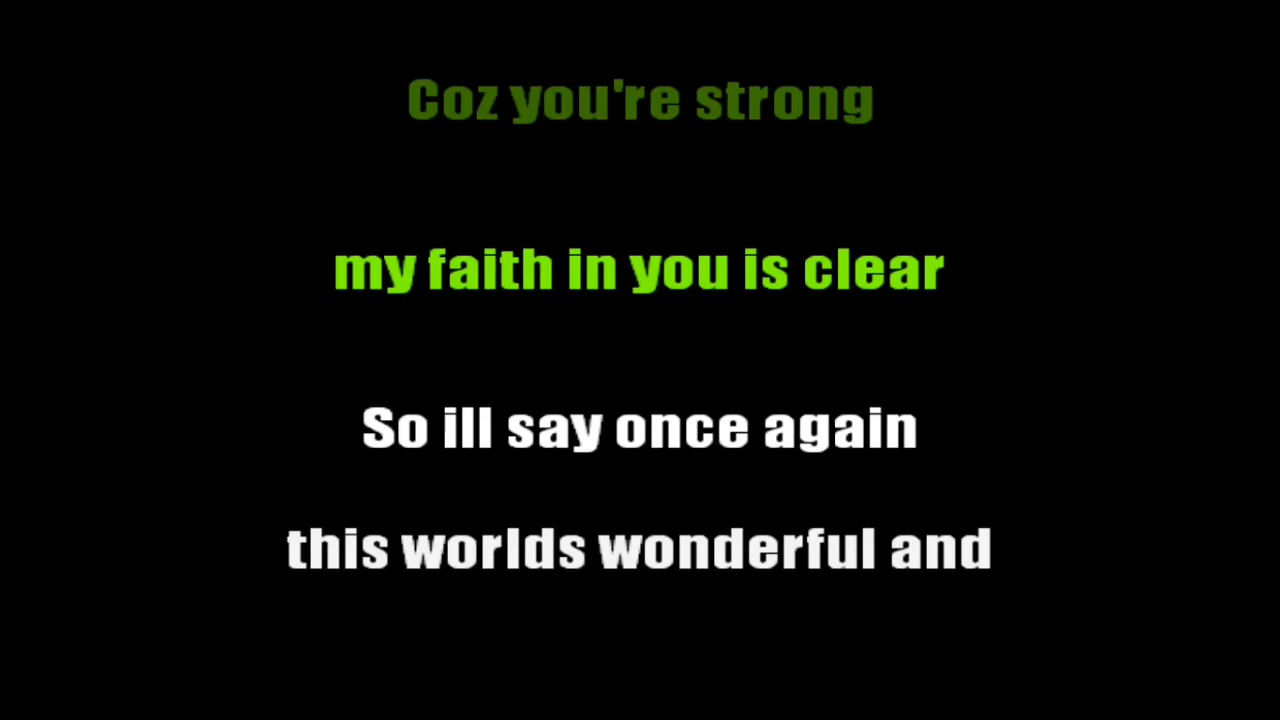 Coz you're strong
my faith in you is clear
So ill say once again
this worlds wonderful and